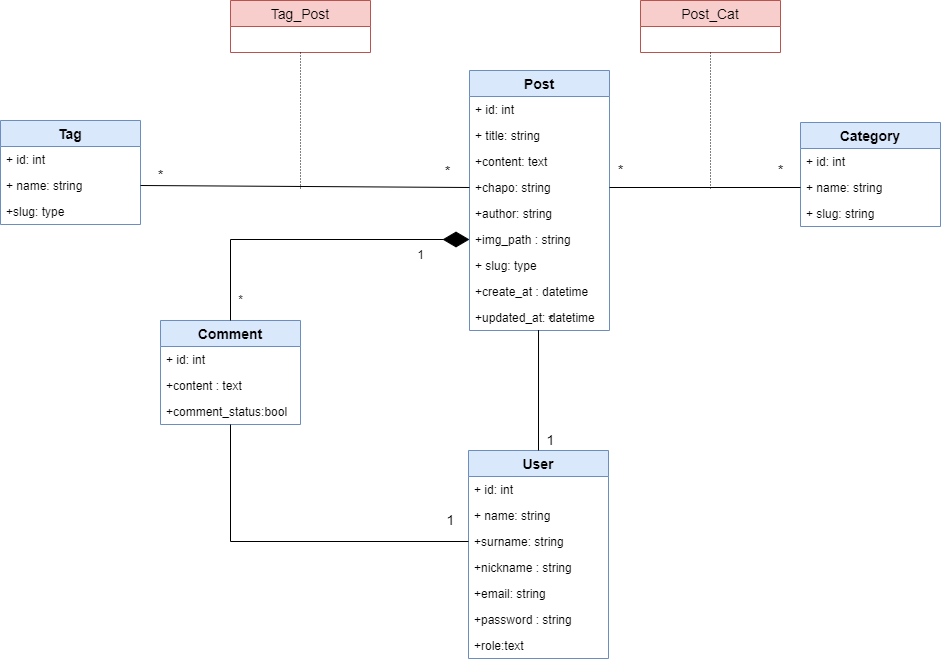 Tag_Post
Post_Cat
Post
+ id: int
+ title: string
+content: text
+chapo: string
+author: string
+img_path : string
+ slug: type
+create_at : datetime
+updated_at: datetime
Tag
+ id: int
+ name: string
+slug: type
Category
+ id: int
+ name: string
+ slug: string
*
*
*
*
1
*
*
Comment
+ id: int
+content : text
+comment_status:bool
1
1
User
+ id: int
+ name: string
+surname: string
+nickname : string
+email: string
+password : string
+role:text